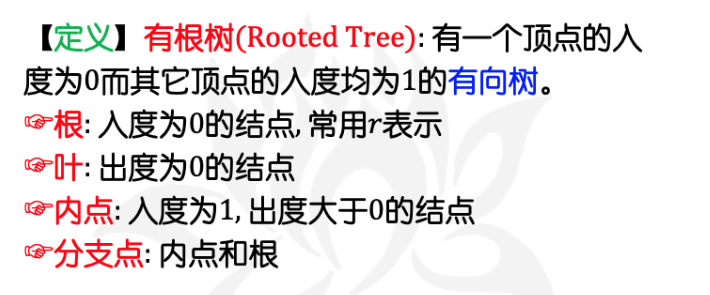 【定义】有根树(Rooted Tree): 有一个顶点的入
度为0而其它顶点的入度均为1的有向树。
☞根: 入度为0的结点, 常用r表示
☞叶: 出度为0的结点
☞内点: 入度为1, 出度大于0的结点
☞分支点: 内点和根